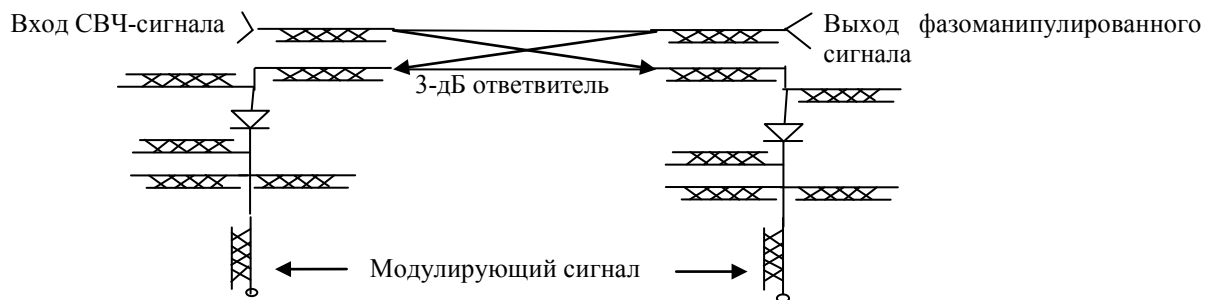 Вход СВЧ-сигнала
Выход фазоманипулированного
сигнала
3-дБ ответвитель
Модулирующий сигнал